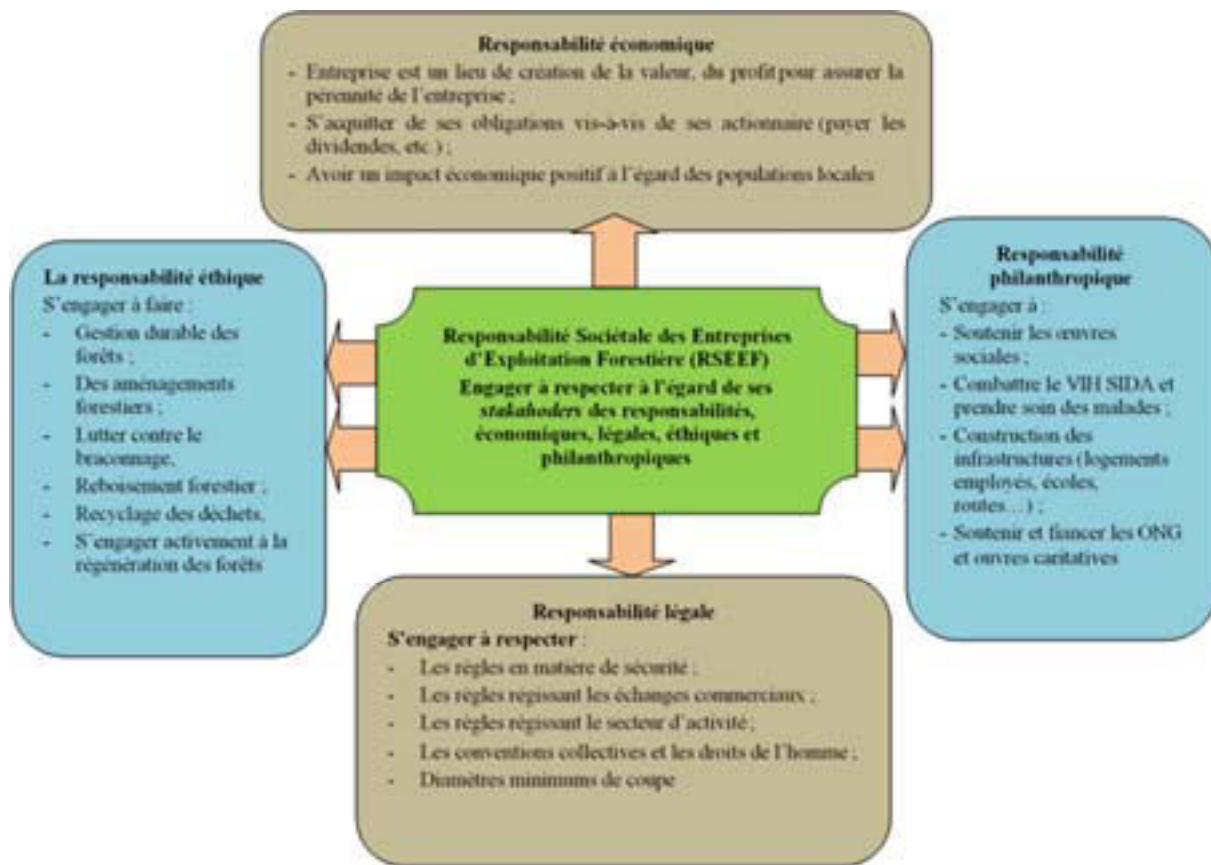 Responsabilité économique
- Entreprise est un lieu de création de la valeur, du profit pour assurer la
pérennité de l'entreprise ;
- S'acquitter de ses obligations vis-à-vis de ses actionnaire (payer les
dividendes, etc.) ;
- Avoir un impact économique positif à l'égard des populations locales
La responsabilité éthique
S'engager à faire :
- Gestion durable des
forêts ;
- Des aménagements
forestiers ;
- Lutter contre le
braconnage,
- Reboisement forestier ;
- Recyclage des déchets,
- S'engager activement à la
régénération des forêts
Responsabilité Sociétale des Entreprises
d'Exploitation Forestière (RSEEF)
Engager à respecter à l'égard de ses
stakahoders des responsabilités,
économiques, légales, éthiques et
philanthropiques
Responsabilité
philanthropique
S'engager à :
- Soutenir les œuvres
sociales ;
- Combattre le VIH SIDA et
prendre soin des malades ;
- Construction des
infrastructures (logements
employés, écoles,
routes…) ;
- Soutenir et fiancer les ONG
et ouvres caritatives
Responsabilité légale
S'engager à respecter :
- Les règles en matière de sécurité ;
- Les règles régissant les échanges commerciaux ;
- Les règles régissant le secteur d'activité ;
- Les conventions collectives et les droits de l'homme ;
- Diamètres minimums de coupe